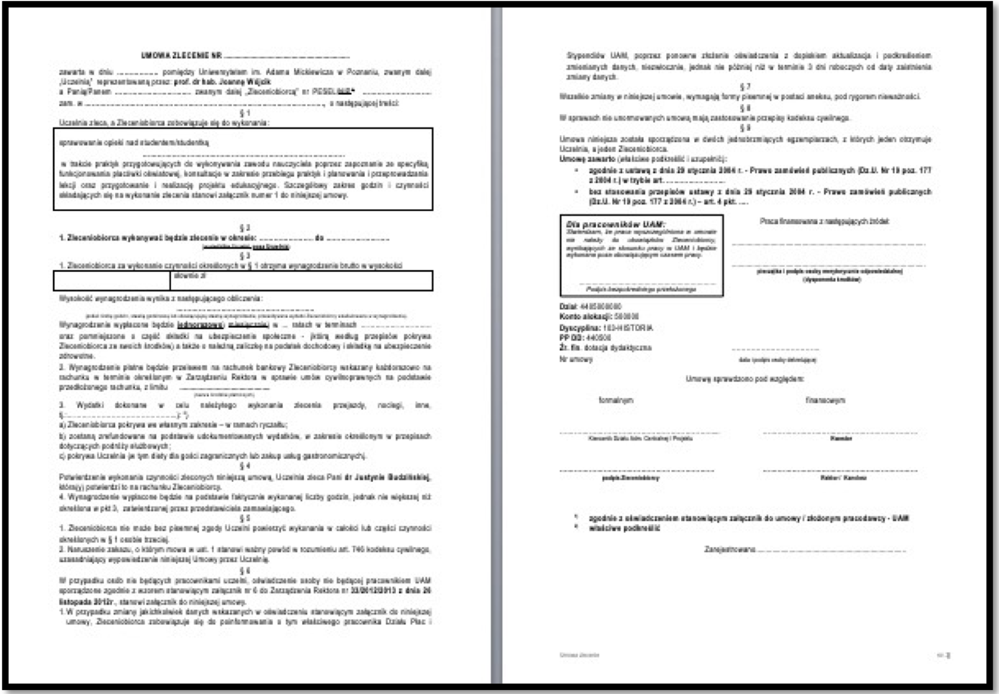 UMOWA ZLECENIE NR ........................................
zawarta w dniu .................. pomiędzy Uniwersytetem im. Adama Mickiewicza w Poznaniu, zwanym dalej
„Uczelnią” reprezentowaną przez: prof. dr hab. Joannę Wójcik
a Panią/Panem ................................ zwanym dalej „Zleceniobiorcą” nr PESEL ..............................
zam. w ........................................................................................................, o następującej treści:
§ 1
Uczelnia zleca, a Zleceniobiorca zobowiązuje się do wykonania:
sprawowanie opieki nad studentem/studentką
........................................................................................
w trakcie praktyk przygotowujących do wykonywania zawodu nauczyciela poprzez zapoznanie ze specyfiką
funkcjonowania placówki oświatowej, konsultacje w zakresie przebiegu praktyk i planowania i przeprowadzania
lekcji oraz przygotowanie i realizację projektu edukacyjnego. Szczegółowy zakres godzin i czynności
składających się na wykonanie zlecenia stanowi załącznik numer 1 do niniejszej umowy.
§ 2
1. Zleceniobiorca wykonywać będzie zlecenie w okresie: ........................ do ............................
§ 3
1. Zleceniobiorca za wykonanie czynności określonych w § 1 otrzyma wynagrodzenie brutto w wysokości
słownie zł
Wysokość wynagrodzenia wynika z następującego obliczenia:
............................................................
Wynagrodzenie wypłacone będzie jednorazowo/ miesięcznie/ w ... ratach w terminach ..............................
oraz pomniejszone o część składki na ubezpieczenie społeczne - (którą według przepisów pokrywa
Zleceniobiorca ze swoich środków) a także o należną zaliczkę na podatek dochodowy i składkę na ubezpieczenie
zdrowotne.
2. Wynagrodzenie płatne będzie przelewem na rachunek bankowy Zleceniobiorcy wskazany każdorazowo na
rachunku w terminie określonym w Zarządzeniu Rektora w sprawie umów cywilnoprawnych na podstawie
przedłożonego rachunku, z limitu .......................................
3. Wydatki dokonane w celu należytego wykonania zlecenia przejazdy, noclegi, inne,
a) Zleceniobiorca pokrywa we własnym zakresie – w ramach ryczałtu;
b) zostaną zrefundowane na podstawie udokumentowanych wydatków, w zakresie określonym w przepisach
dotyczących podróży służbowych;
c) pokrywa Uczelnia (w tym diety dla gości zagranicznych lub zakup usług gastronomicznych).
§ 4
Potwierdzenie wykonania czynności zleconych niniejszą umową, Uczelnia zleca Pani dr Justynie Budzińskiej,
która(y) potwierdzi to na rachunku Zleceniobiorcy.
4. Wynagrodzenie wypłacone będzie na podstawie faktycznie wykonanej liczby godzin, jednak nie większej niż
określona w pkt 3, zatwierdzonej przez przedstawiciela zamawiającego.
§ 5
1. Zleceniobiorca nie może bez pisemnej zgody Uczelni powierzyć wykonania w całości lub części czynności
określonych w § 1 osobie trzeciej.
2. Naruszenie zakazu, o którym mowa w ust. 1 stanowi ważny powód w rozumieniu art. 746 kodeksu cywilnego,
uzasadniający wypowiedzenie niniejszej Umowy przez Uczelnię.
§ 6
W przypadku osób nie będących pracownikami uczelni, oświadczenie osoby nie będącej pracownikiem UAM
sporządzone zgodnie z wzorem stanowiącym załącznik nr 6 do Zarządzenia Rektora nr 33/2012/2013 z dnia 26
listopada 2012r., stanowi załącznik do niniejszej umowy.
1. W przypadku zmiany jakichkolwiek danych wskazanych w oświadczeniu stanowiącym załącznik do niniejszej
umowy, Zleceniobiorca zobowiązuje się do poinformowania o tym właściwego pracownika Działu Płac i
Stypendiów UAM, poprzez ponowne złożenie oświadczenia z dopiskiem aktualizacja i podkreśleniem
zmienianych danych, niezwłocznie, jednak nie później niż w terminie 3 dni roboczych od daty zaistnienia
zmiany danych.
§ 7
Wszelkie zmiany w niniejszej umowie, wymagają formy pisemnej w postaci aneksu, pod rygorem nieważności.
§ 8
W sprawach nie unormowanych umową mają zastosowanie przepisy kodeksu cywilnego.
§ 9
Umowa niniejsza została sporządzona w dwóch jednobrzmiących egzemplarzach, z których jeden otrzymuje
Uczelnia, a jeden Zleceniobiorca.
Umowę zawarto (właściwe podkreślić i uzupełnić):
• zgodnie z ustawą z dnia 29 stycznia 2004 r. - Prawo zamówień publicznych (Dz.U. Nr 19 poz. 177
z 2004 r.) w trybie art. ...........................
• bez stosowania przepisów ustawy z dnia 29 stycznia 2004 r. - Prawo zamówień publicznych
(Dz.U. Nr 19 poz. 177 z 2004 r.) – art. 4 pkt. ....
Dla pracowników UAM:
Stwierdzam, że praca wyszczególniona w umowie
nie należy do obowiązków Zleceniobiorcy,
wynikających ze stosunku pracy w UAM i będzie
wykonana poza obowiązującym czasem pracy.
Podpis bezpośredniego przełożonego
Praca finansowana z następujących źródeł:
pieczątka i podpis osoby merytorycznie odpowiedzialnej
(dysponenta środków)
Dział: 4405000000
Konto alokacji: 500000
Dyscyplina: 103-HISTORIA
PP DD: 440500
Źr. fin. dotacja dydaktyczna
Nr umowy
Umowę sprawdzono pod względem:
formalnym
finansowym
Kwestor
podpis Zleceniobiorcy
Rektor / Kanclerz
¹⁾ zgodnie z oświadczeniem stanowiącym załącznik do umowy / złożonym pracodawcy - UAM
²⁾ właściwe podkreślić
Zarejestrowano ................................................................
Umowa zlecenie